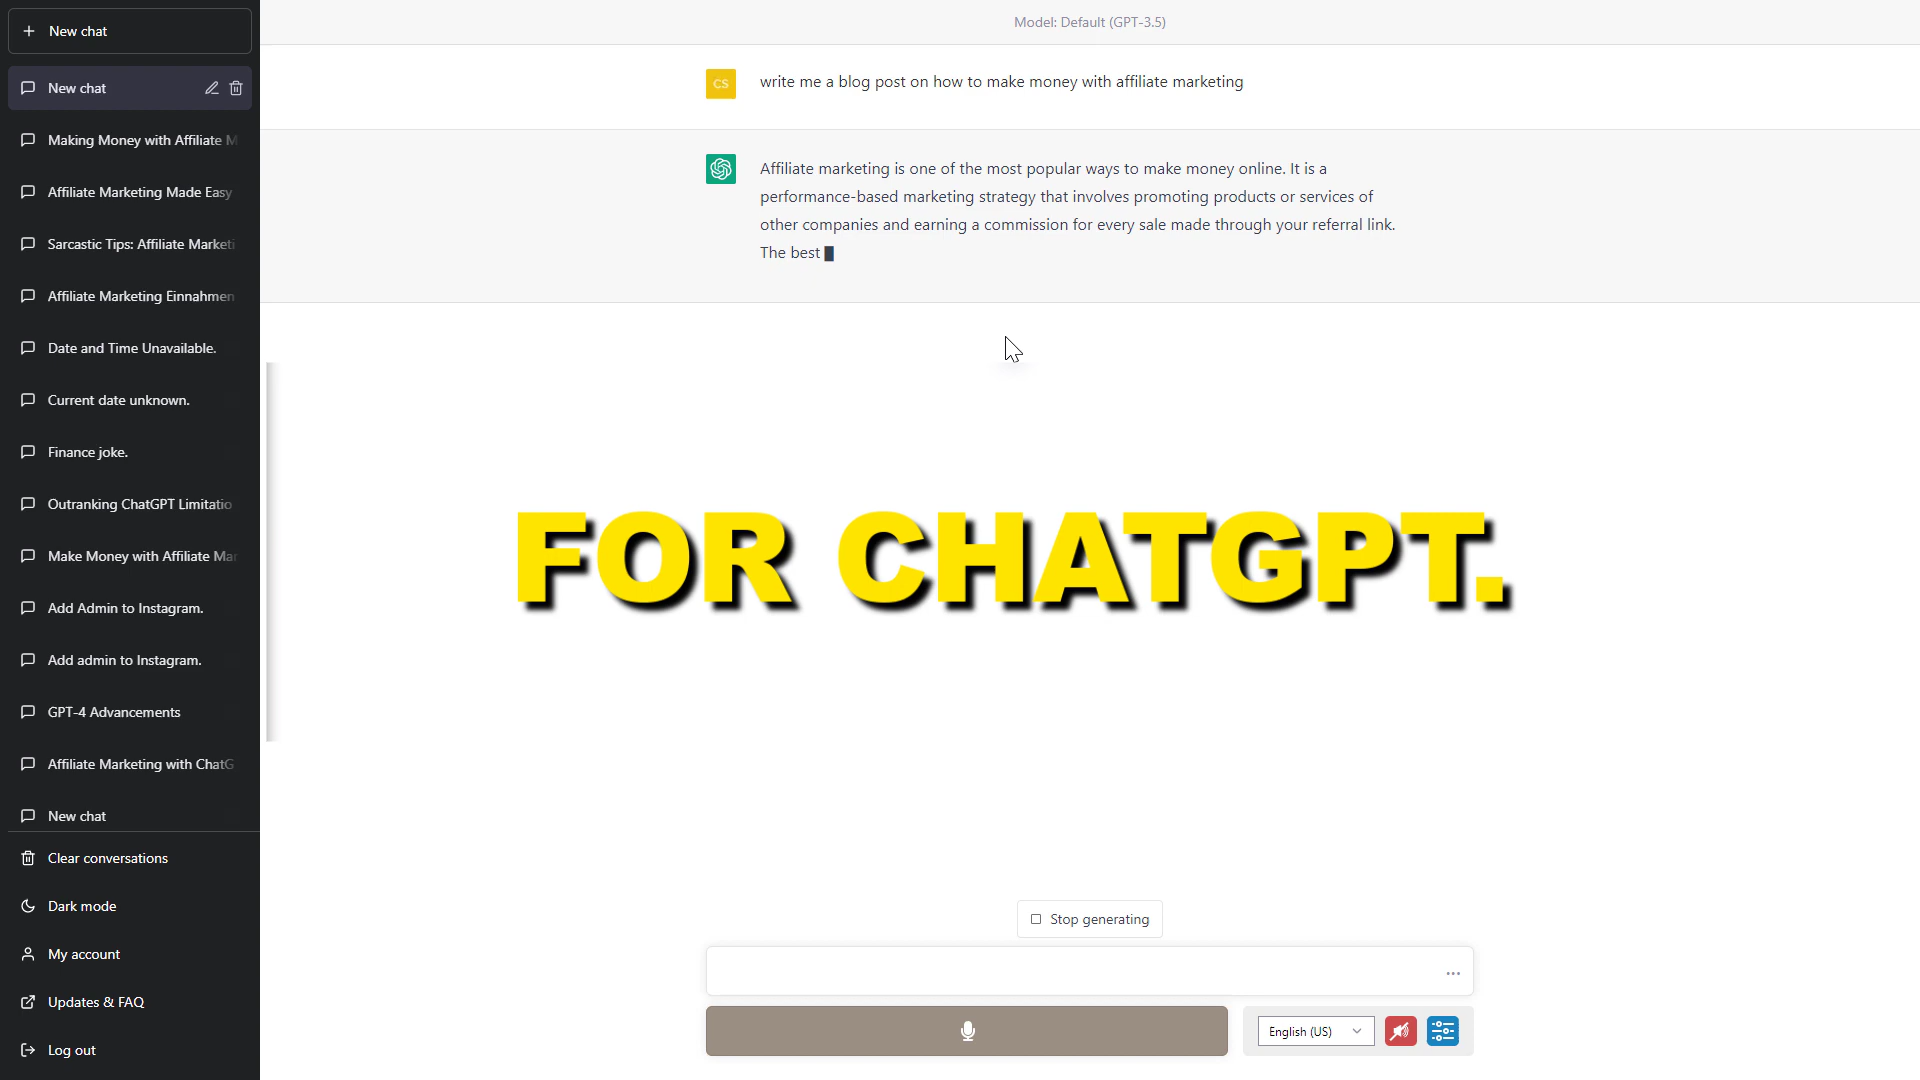 New chat
New chat
Making Money with Affiliate M
Affiliate Marketing Made Easy
Sarcastic Tips: Affiliate Marketi
Affiliate Marketing Einnahmen
Date and Time Unavailable.
Current date unknown.
Finance joke.
Outranking ChatGPT Limitatio
Make Money with Affiliate Mar
Add Admin to Instagram.
Add admin to Instagram.
GPT-4 Advancements
Affiliate Marketing with ChatG
New chat
Clear conversations
Dark mode
My account
Updates & FAQ
Log out
Model: Default (GPT-3.5)
CS
write me a blog post on how to make money with affiliate marketing
Affiliate marketing is one of the most popular ways to make money online. It is a
performance-based marketing strategy that involves promoting products or services of
other companies and earning a commission for every sale made through your referral link.
The best
FOR CHATGPT.
Stop generating
English (US)